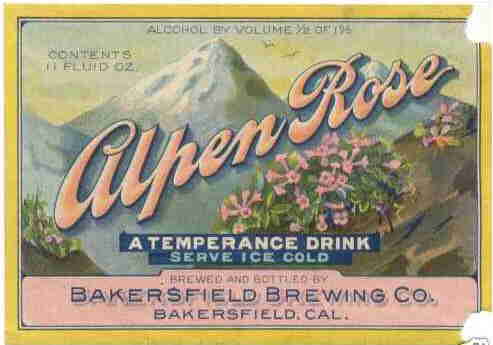 ALCOHOL BY VOLUME ½ OF 1%
CONTENTS
11 FLUID OZ.
Alpen Rose
A TEMPERANCE DRINK
SERVE ICE COLD
BREWED AND BOTTLED BY
BAKERSFIELD BREWING CO.
BAKERSFIELD, CAL.